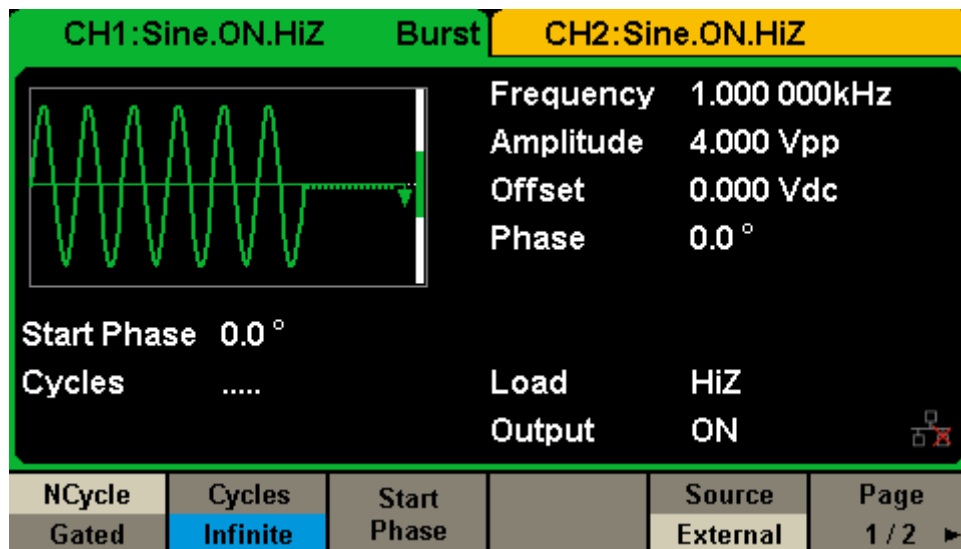 CH1:Sine.ON.HiZ Burst CH2:Sine.ON.HiZ
Frequency 1.000 000kHz
Amplitude 4.000 Vpp
Offset 0.000 Vdc
Phase 0.0 °
Start Phase 0.0 °
Cycles .....
Load HiZ
Output ON
NCycle Gated
Cycles Infinite
Start Phase
Source External
Page 1 / 2